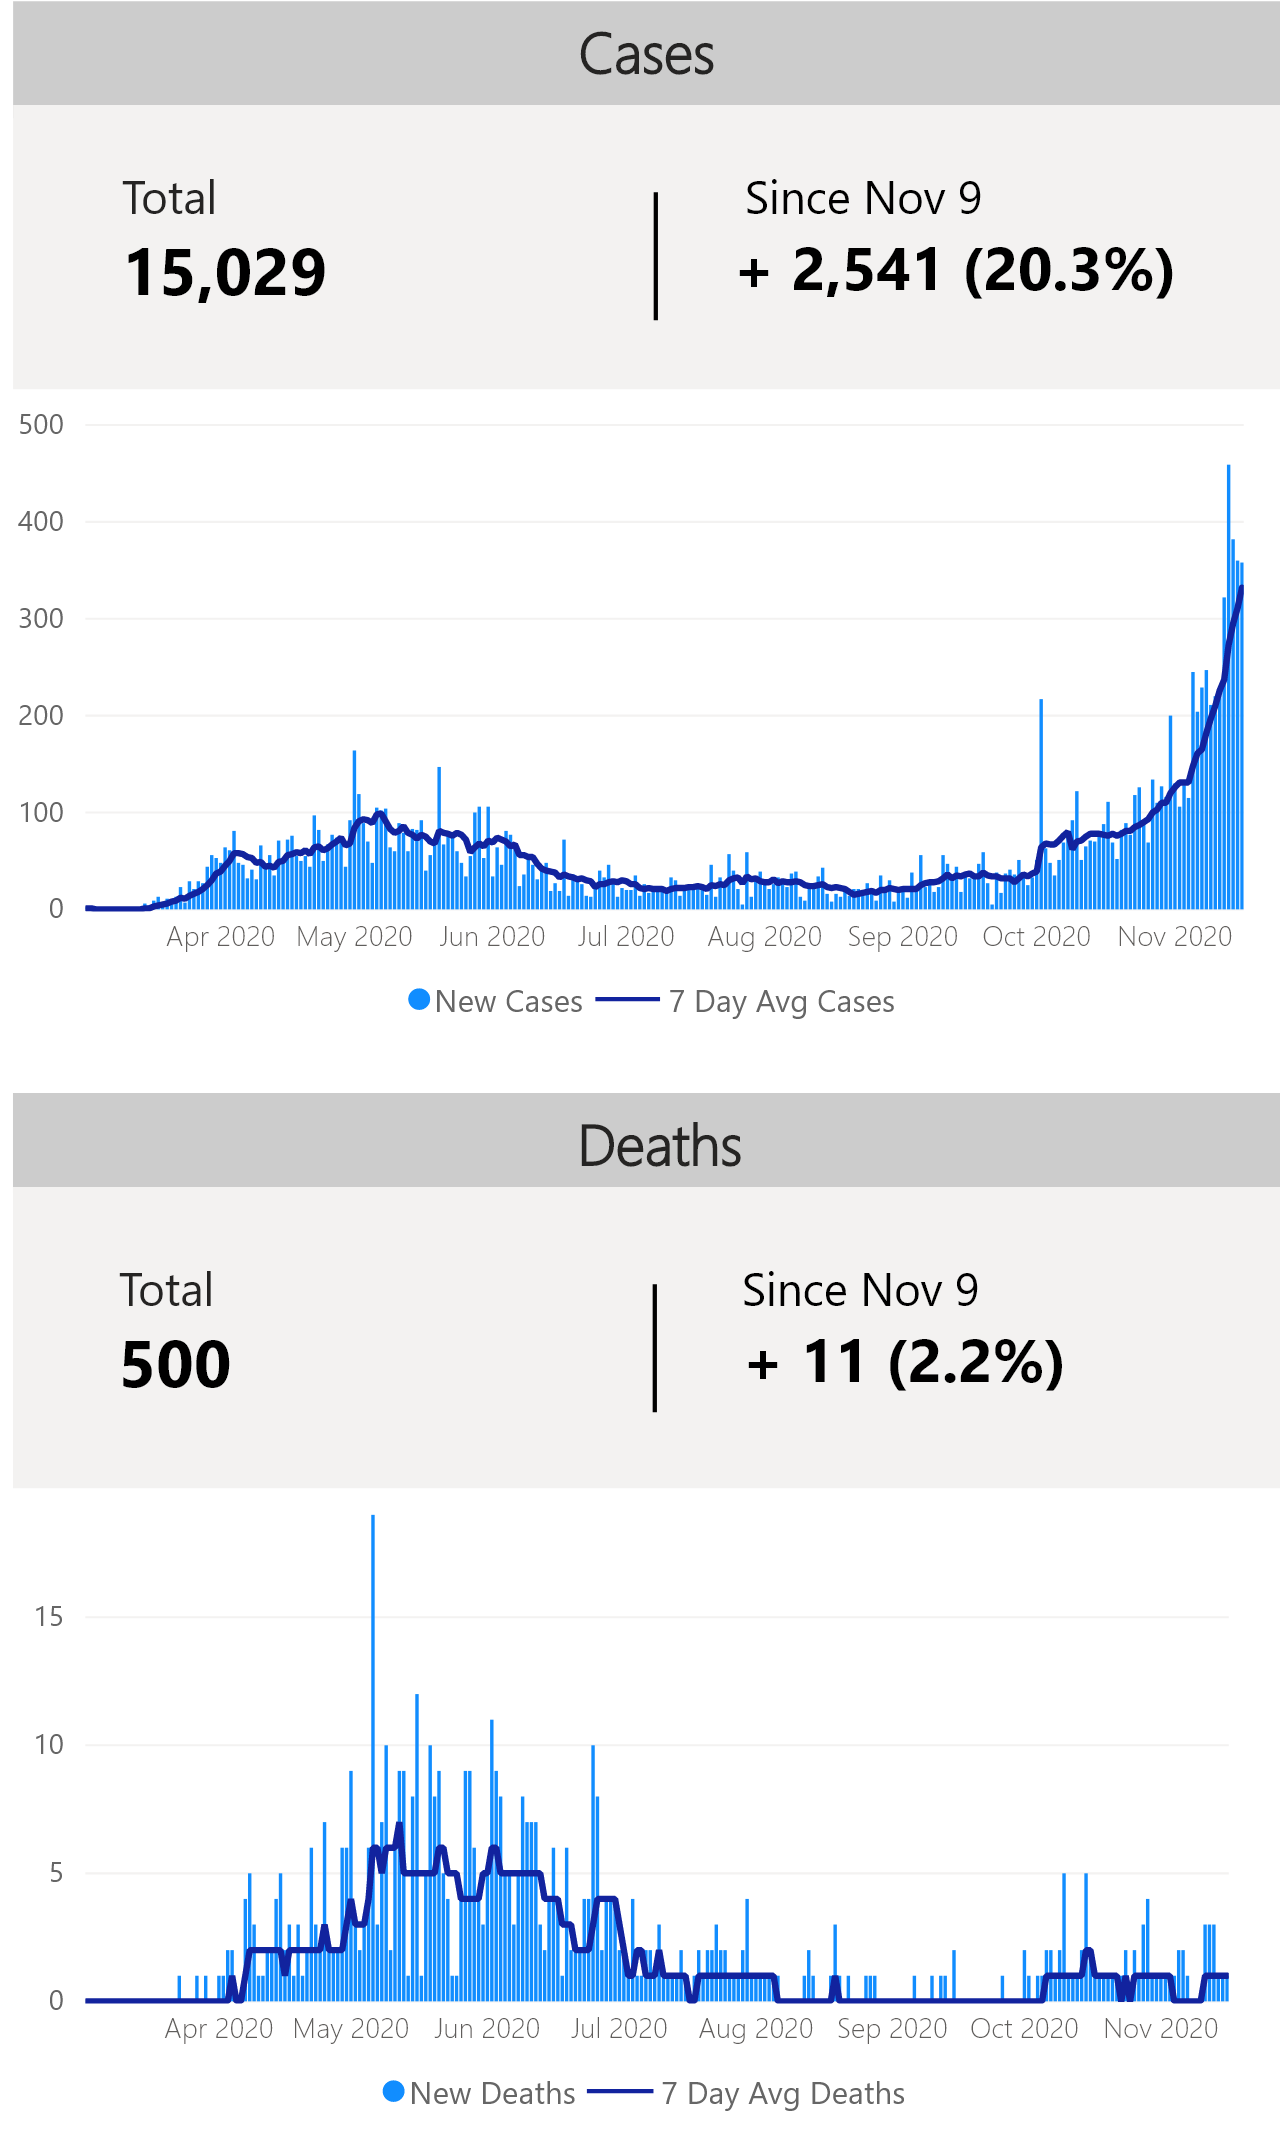 Cases
Total
Since Nov 9
15,029
+ 2,541 (20.3%)
500
400
300
200
100
0
Apr 2020 May 2020 Jun 2020 Jul 2020 Aug 2020 Sep 2020 Oct 2020 Nov 2020
New Cases 7 Day Avg Cases
Deaths
Total
Since Nov 9
500
+ 11 (2.2%)
15
10
5
0
Apr 2020 May 2020 Jun 2020 Jul 2020 Aug 2020 Sep 2020 Oct 2020 Nov 2020
New Deaths 7 Day Avg Deaths